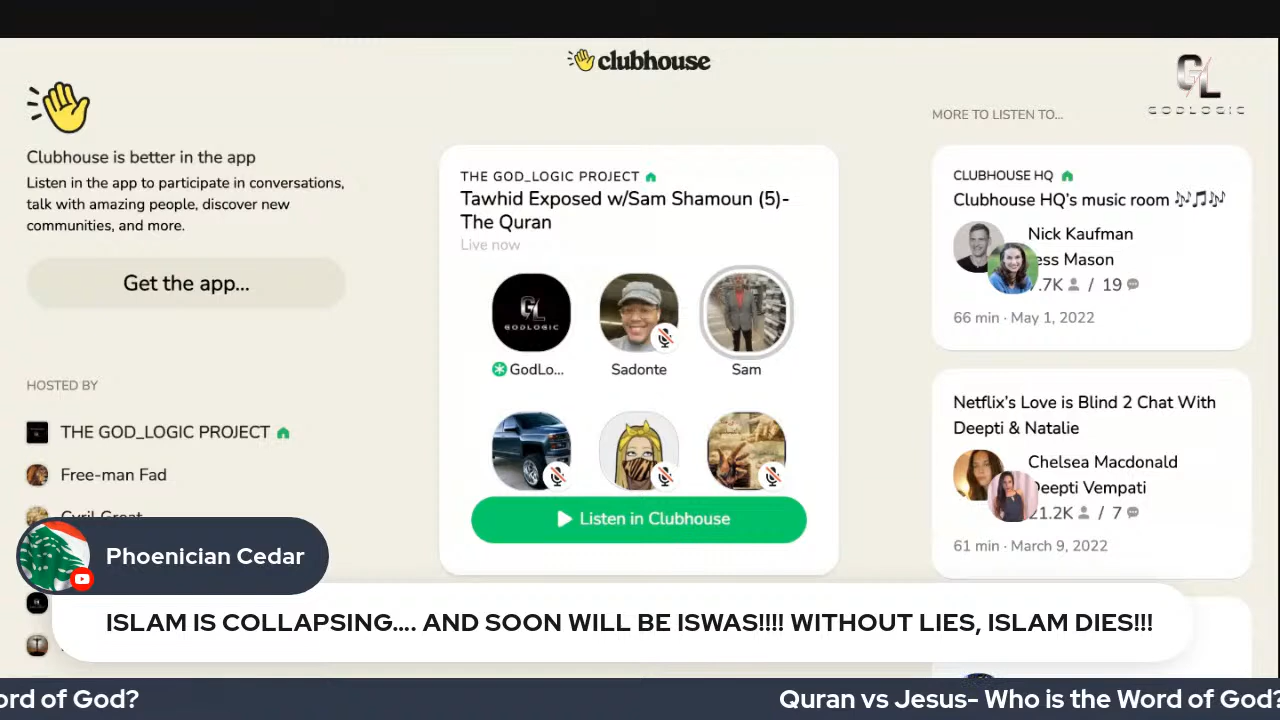 clubhouse
GL
GODLOGIC
Clubhouse is better in the app
Listen in the app to participate in conversations,
talk with amazing people, discover new
communities, and more.
Get the app...
HOSTED BY
THE GOD_LOGIC PROJECT
Free-man Fad
Cyril Great
THE GOD_LOGIC PROJECT
Tawhid Exposed w/Sam Shamoun (5)-
The Quran
Live now
GL
GODLOGIC
GodLo...
Sadonte
Sam
Listen in Clubhouse
MORE TO LISTEN TO...
CLUBHOUSE HQ
Clubhouse HQ's music room
Nick Kaufman
ess Mason
7.7K / 19
66 min · May 1, 2022
Netflix's Love is Blind 2 Chat With
Deepti & Natalie
Chelsea Macdonald
Deepti Vempati
21.2K / 7
61 min · March 9, 2022
Phoenician Cedar
ISLAM IS COLLAPSING.... AND SOON WILL BE ISWAS!!!! WITHOUT LIES, ISLAM DIES!!!
ord of God?
Quran vs Jesus- Who is the Word of God?